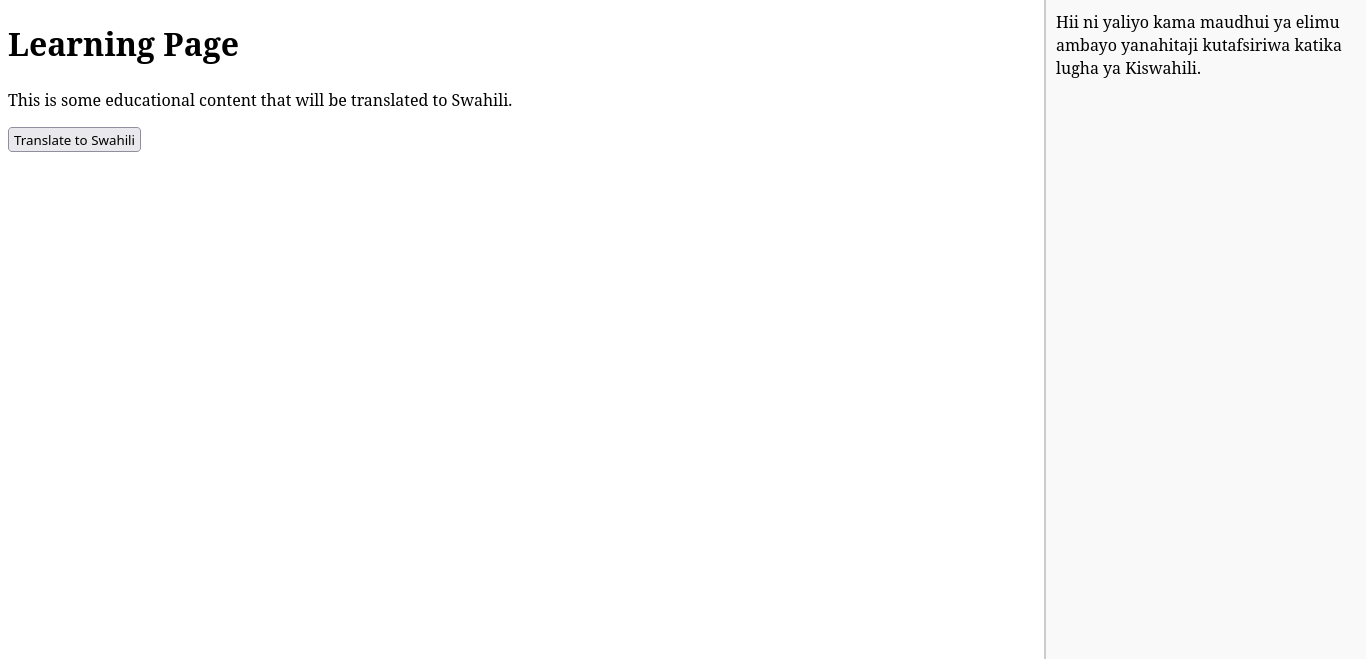 Learning Page
This is some educational content that will be translated to Swahili.
Translate to Swahili
Hii ni yaliyo kama maudhui ya elimu
ambayo yanahitaji kutafsiriwa katika
lugha ya Kiswahili.